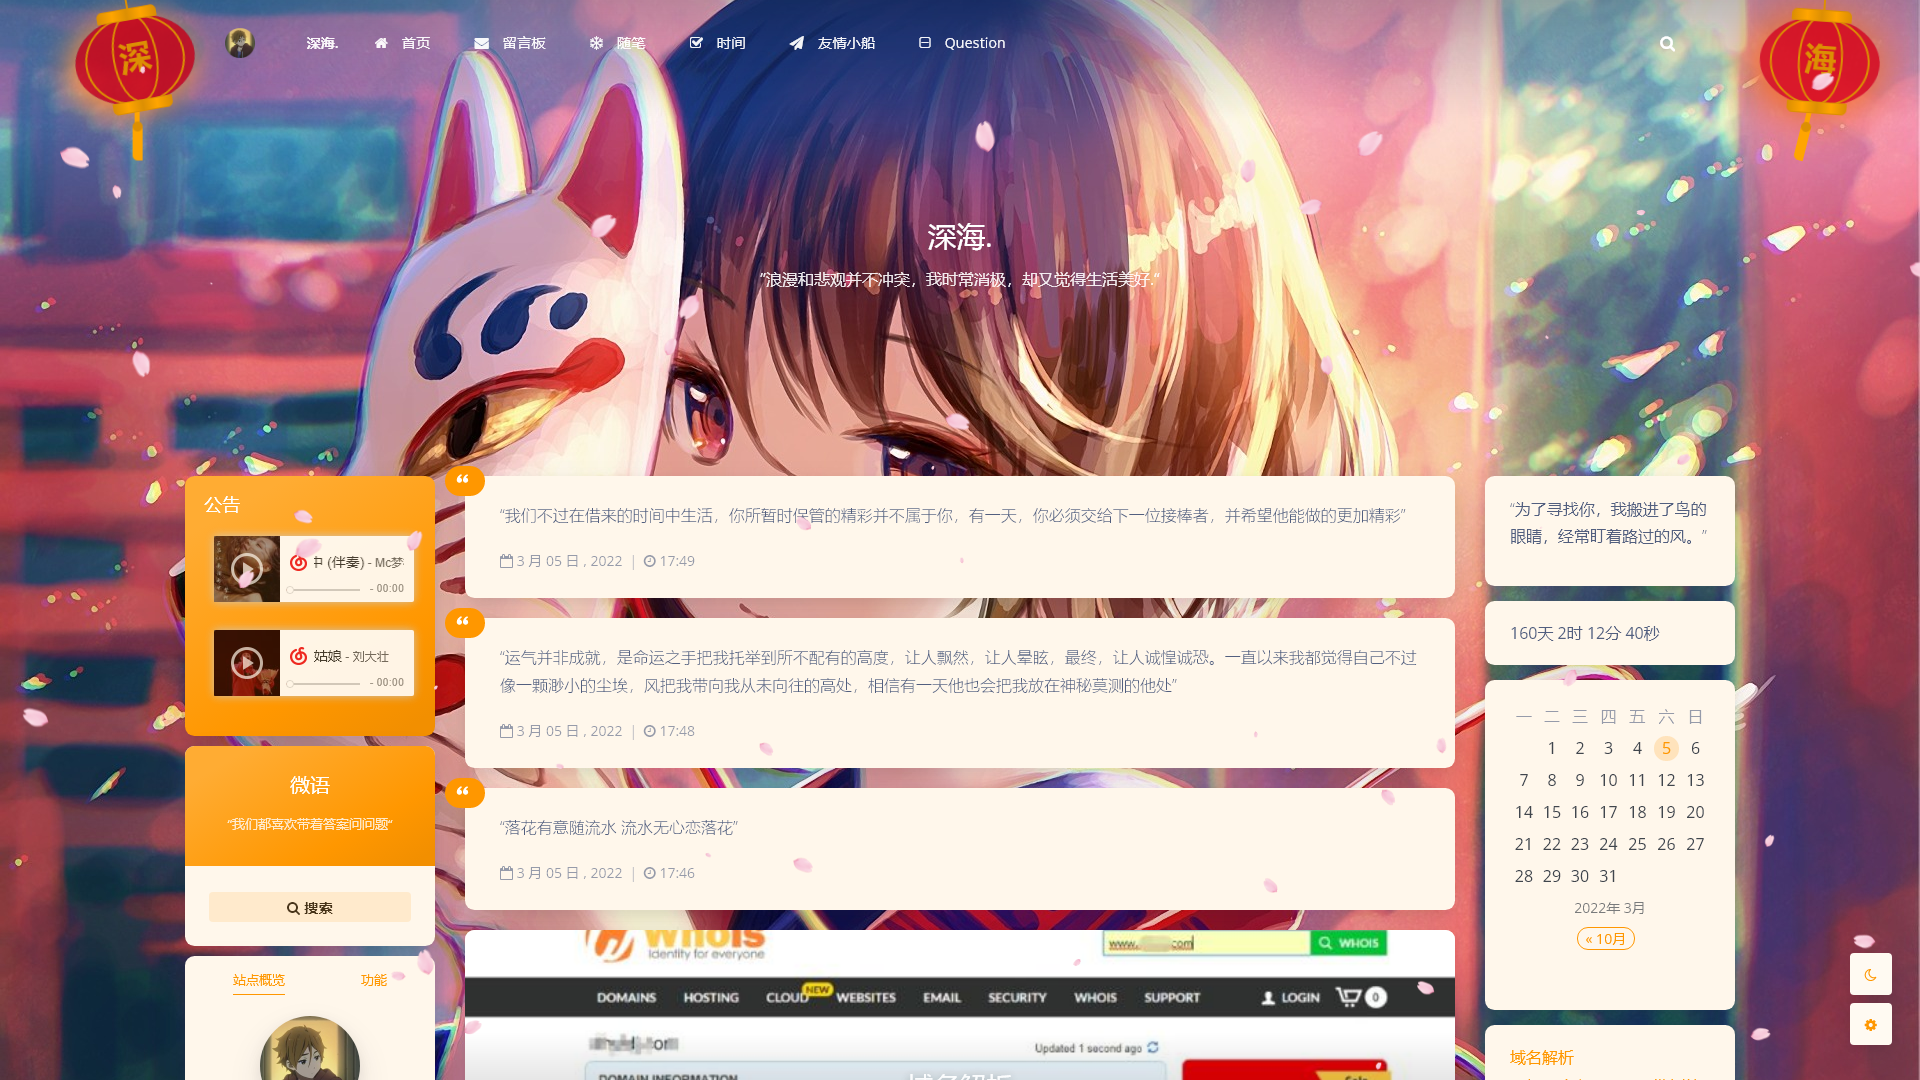 深
海
深海.
首页
留言板
随笔
时间
友情小船
Question
深海.
"浪漫和悲观并不冲突，我时常消极，却又觉得生活美好."
公告
(伴奏) - Mc梦
- 00:00
姑娘 - 刘大壮
- 00:00
微语
"我们都喜欢带着答案问问题"
搜索
站点概览
功能
"我们不过在借来的时间中生活，你所暂时保管的精彩并不属于你，有一天，你必须交给下一位接棒者，并希望他能做的更加精彩"
3 月 05 日 , 2022 | 17:49
"运气并非成就，是命运之手把我托举到所不配有的高度，让人飘然，让人晕眩，最终，让人诚惶诚恐。一直以来我都觉得自己不过
像一颗渺小的尘埃，风把我带向我从未向往的高处，相信有一天他也会把我放在神秘莫测的他处"
3 月 05 日 , 2022 | 17:48
"落花有意随流水 流水无心恋落花"
3 月 05 日 , 2022 | 17:46
whois
Identity for everyone
www.
.com
WHOIS
DOMAINS
HOSTING
CLOUD
NEW
WEBSITES
EMAIL
SECURITY
WHOIS
SUPPORT
LOGIN
0
Updated 1 second ago
DOMAIN INFORMATION
Sale
域名解析
"为了寻找你，我搬进了鸟的
眼睛，经常盯着路过的风。"
160天 2时 12分 40秒
一 二 三 四 五 六 日
1 2 3 4 5 6
7 8 9 10 11 12 13
14 15 16 17 18 19 20
21 22 23 24 25 26 27
28 29 30 31
2022年 3月
« 10月
域名解析